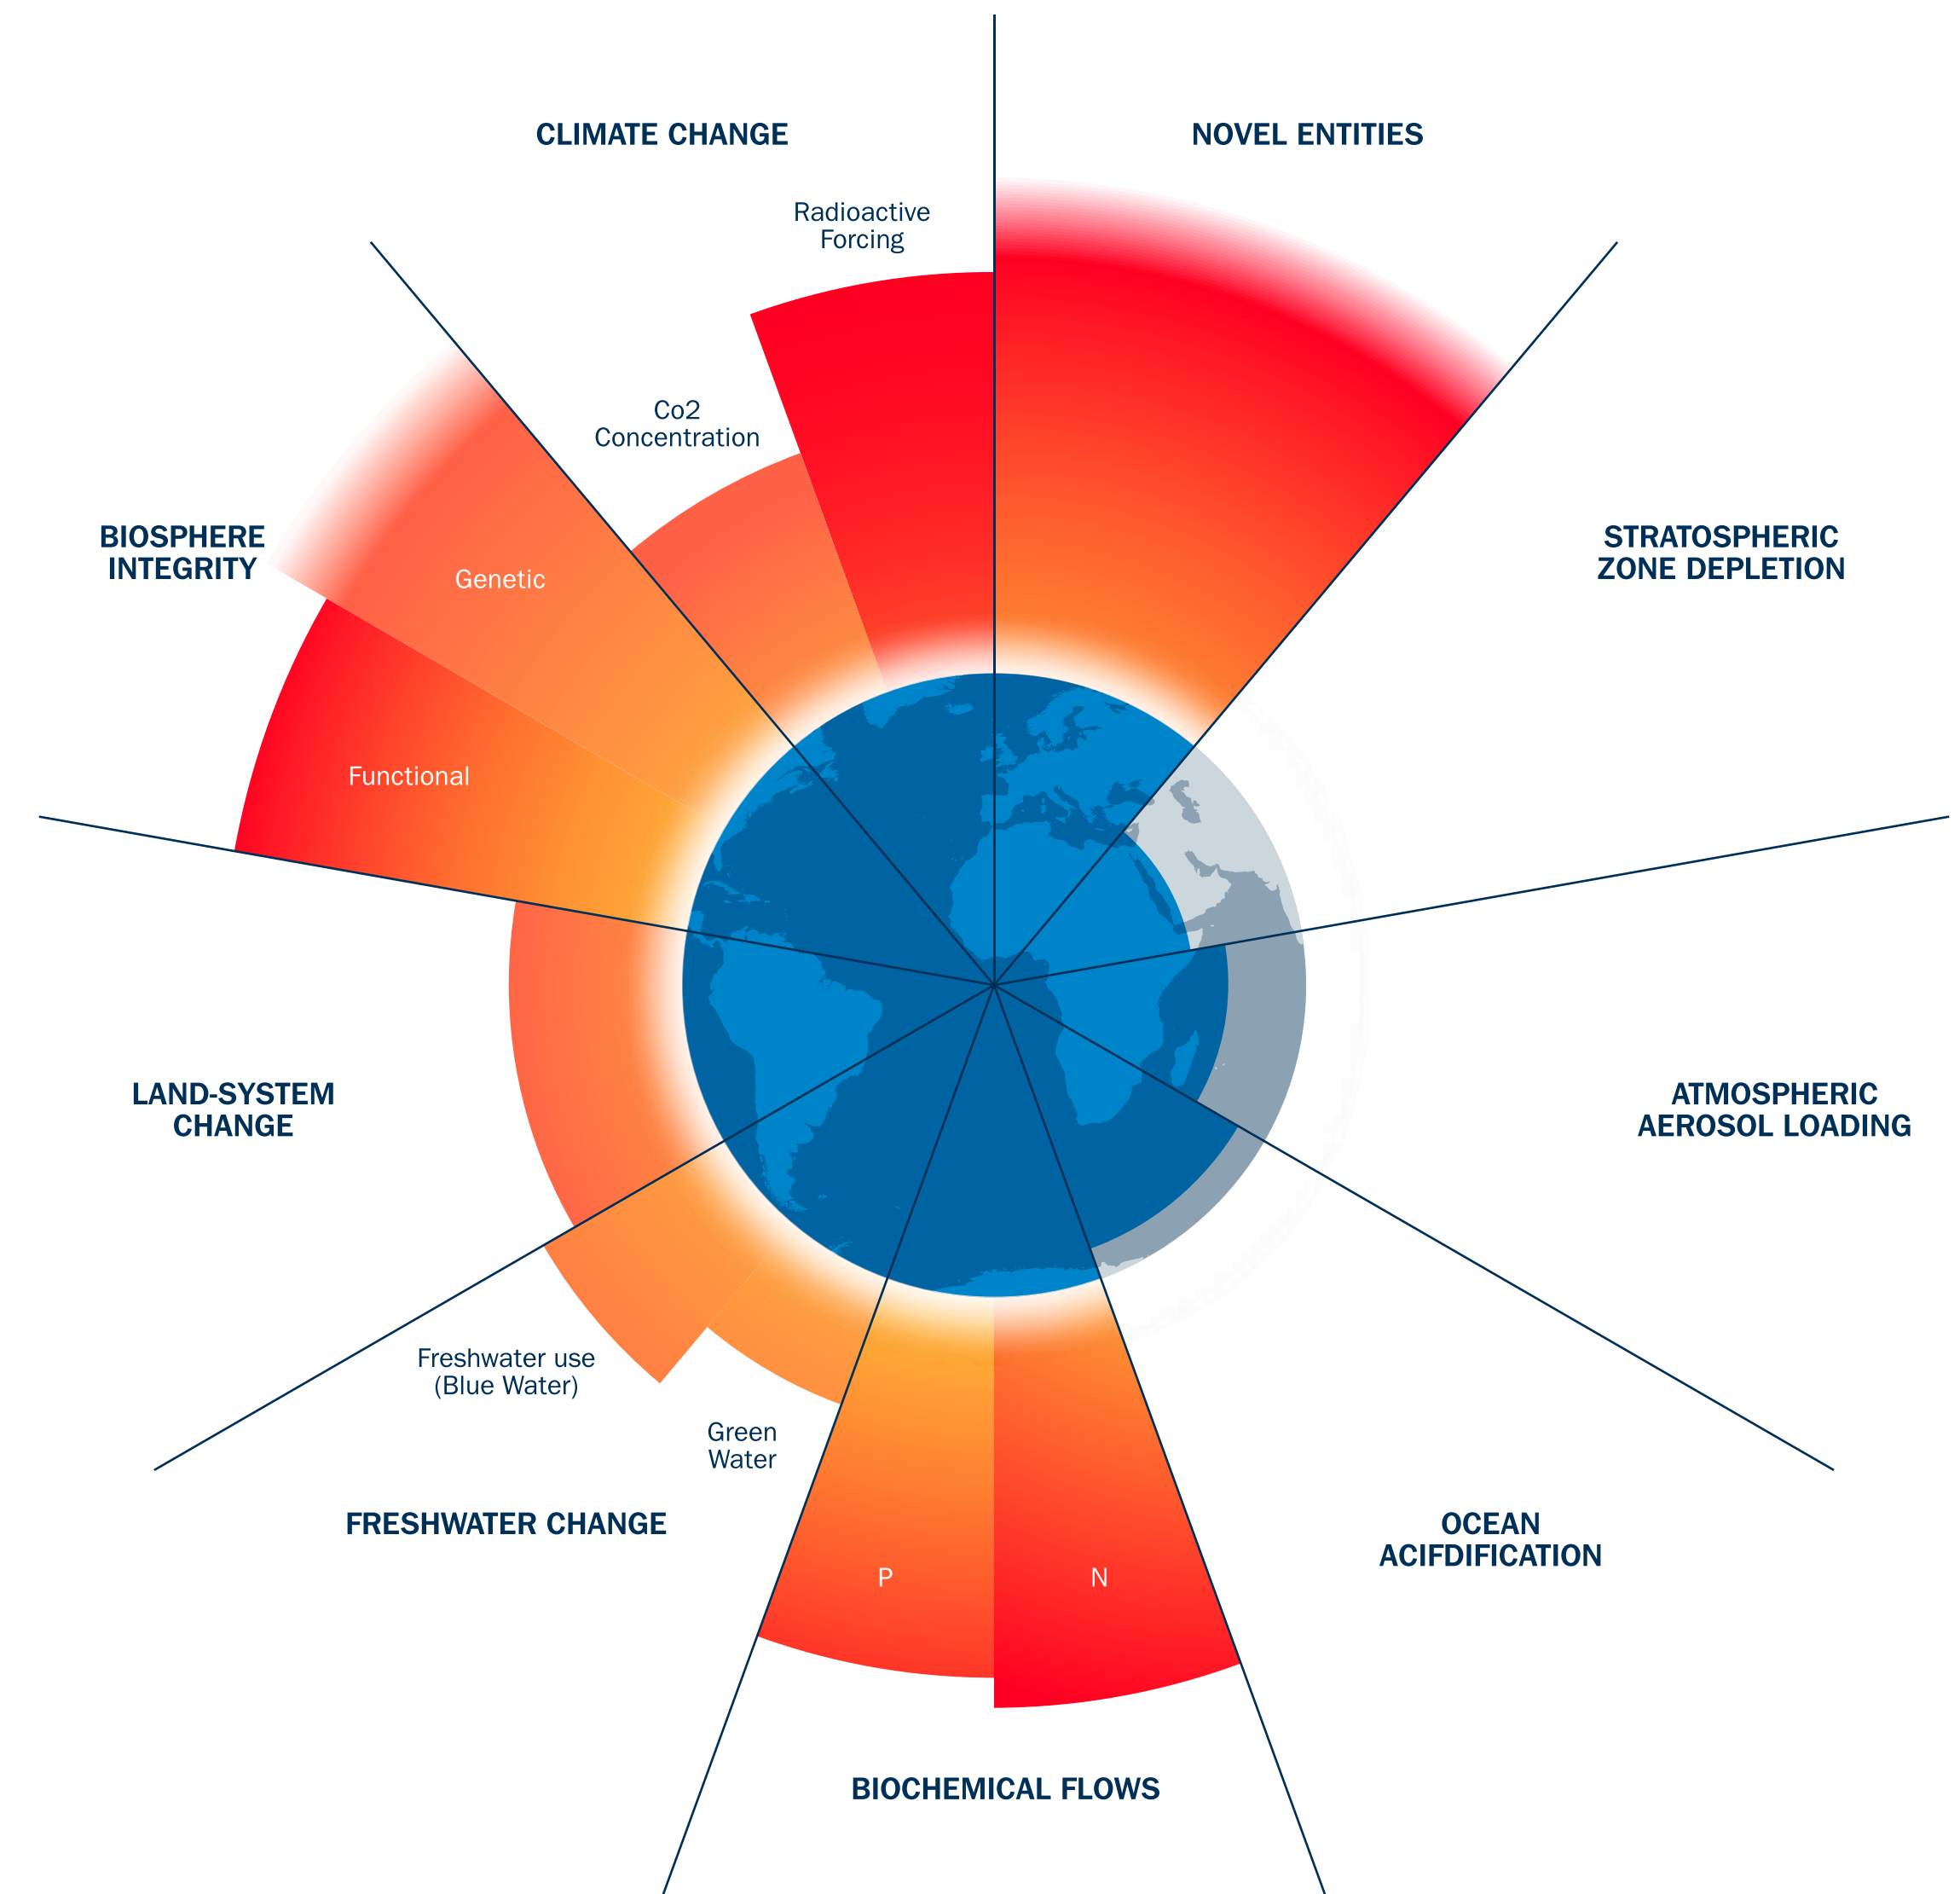 CLIMATE CHANGE
NOVEL ENTITIES
Radioactive
Forcing
Co2
Concentration
BIOSPHERE
INTEGRITY
Genetic
Functional
STRATOSPHERIC
ZONE DEPLETION
LAND-SYSTEM
CHANGE
ATMOSPHERIC
AEROSOL LOADING
Freshwater use
(Blue Water)
Green
Water
FRESHWATER CHANGE
OCEAN
ACIFDIFICATION
P
N
BIOCHEMICAL FLOWS